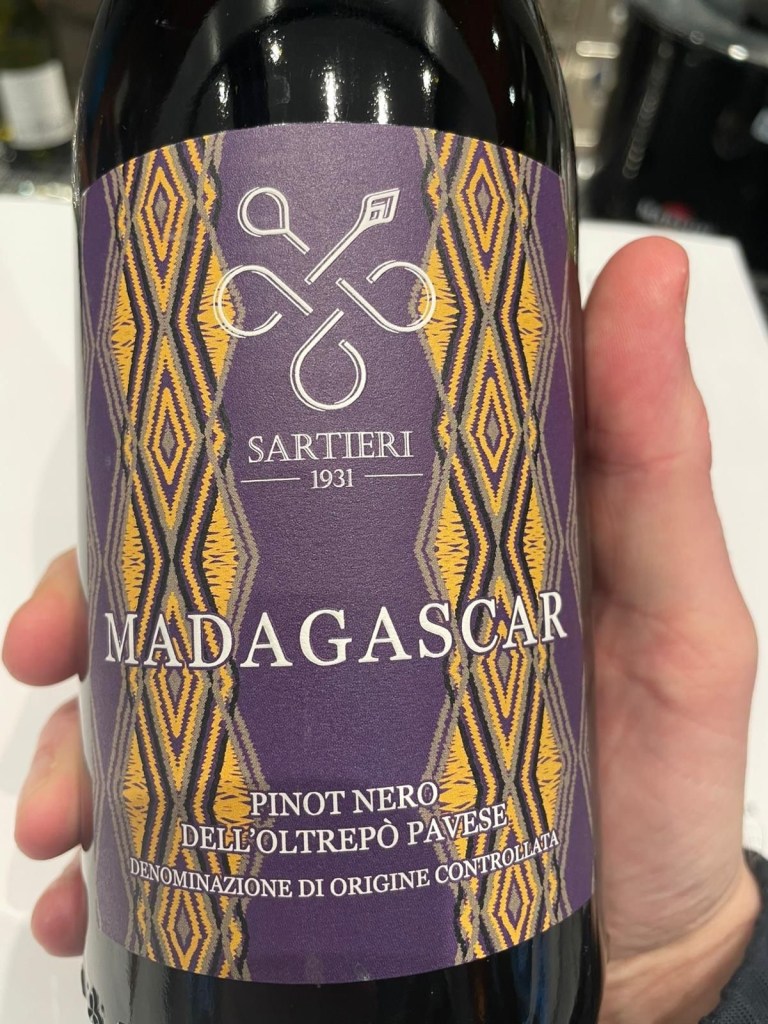 SARTIERI
1931
MADAGASCAR
PINOT NERO
DELL'OLTREPÒ PAVESE
DENOMINAZIONE DI ORIGINE CONTROLLATA